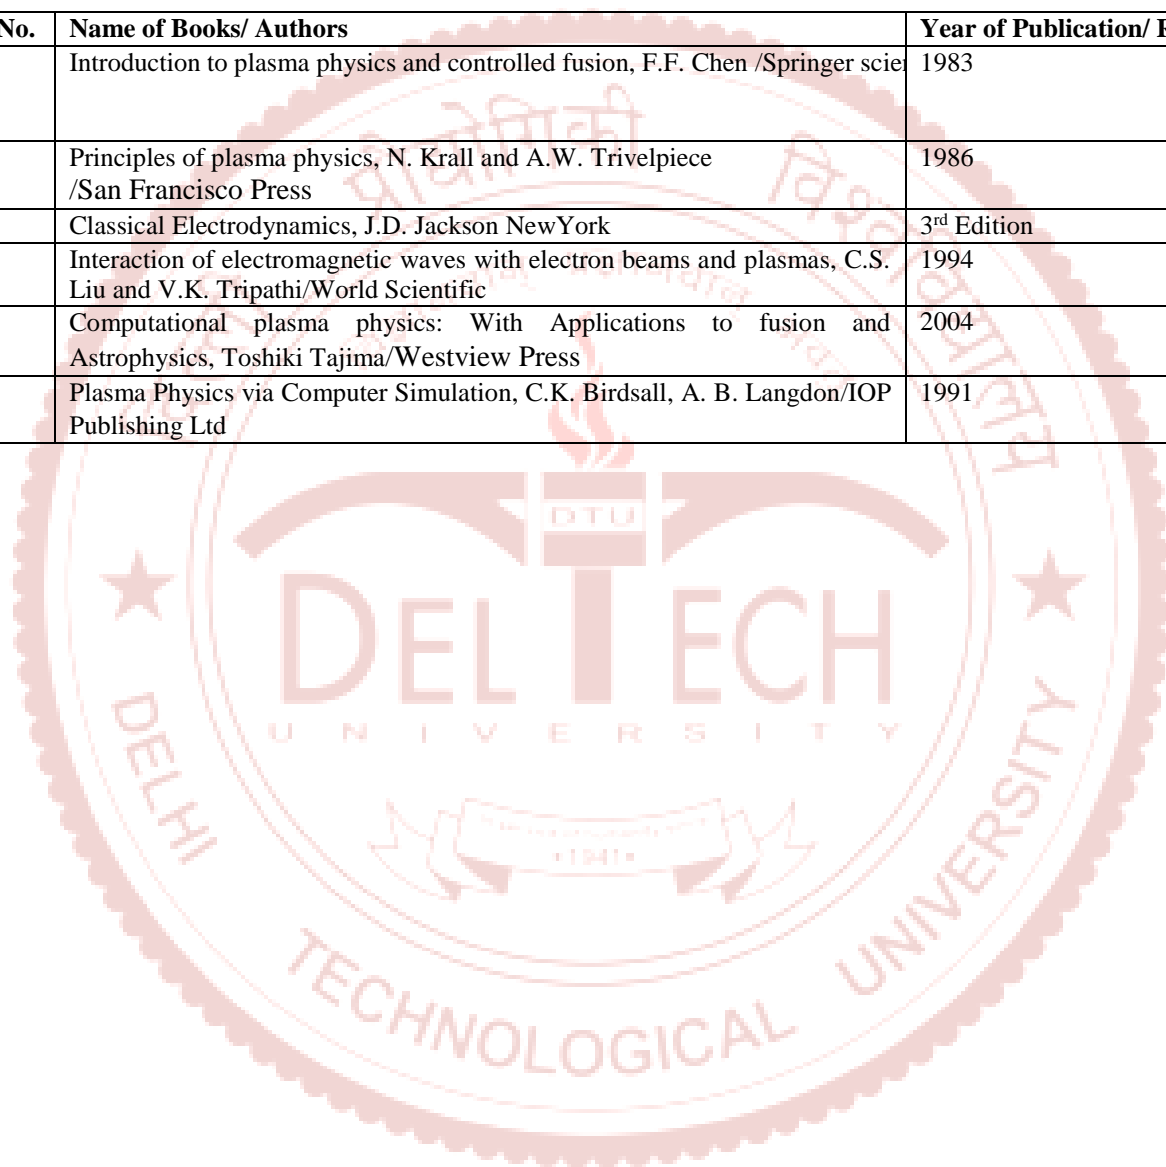 No. Name of Books/ Authors Year of Publication/ R
Introduction to plasma physics and controlled fusion, F.F. Chen /Springer scien 1983
Principles of plasma physics, N. Krall and A.W. Trivelpiece 1986
/San Francisco Press
Classical Electrodynamics, J.D. Jackson NewYork 3rd Edition
Interaction of electromagnetic waves with electron beams and plasmas, C.S. 1994
Liu and V.K. Tripathi/World Scientific
Computational plasma physics: With Applications to fusion and 2004
Astrophysics, Toshiki Tajima/Westview Press
Plasma Physics via Computer Simulation, C.K. Birdsall, A. B. Langdon/IOP 1991
Publishing Ltd
प्रौद्योगिकी विश्वविद्यालय
DTU
DELTECH
UNIVERSITY
•1941•
DELHI TECHNOLOGICAL UNIVERSITY